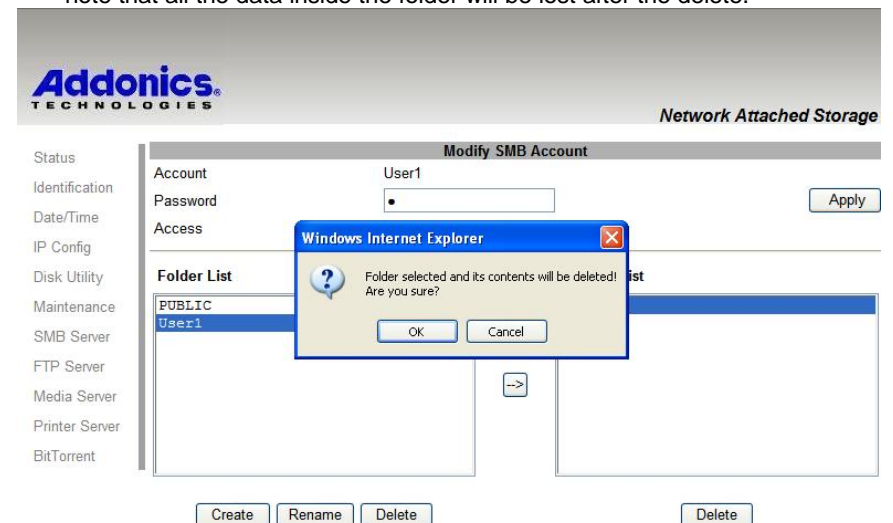 note that all the data inside the folder will be lost after the delete.
Addonics®
TECHNOLOGIES
Network Attached Storage
Status
Identification
Date/Time
IP Config
Disk Utility
Maintenance
SMB Server
FTP Server
Media Server
Printer Server
BitTorrent
Modify SMB Account
Account User1
Password •
Apply
Access
Windows Internet Explorer
Folder selected and its contents will be deleted!
Are you sure?
OK Cancel
Folder List
PUBLIC
User1
-->
Create Rename Delete
Delete